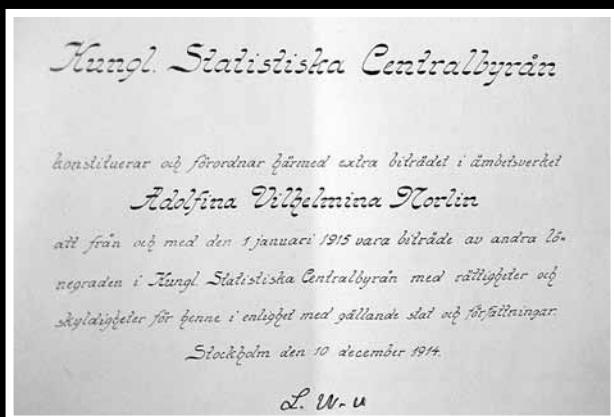 Kungl. Statistiska Centralbyrån
konstituerar och förordnar härmed extra biträdet i ämbetsverket
Adolfina Vilhelmina Norlin
att från och med den 1 januari 1915 vara biträde av andra lö-
negraden i Kungl. Statistiska Centralbyrån med rättigheter och
skyldigheter för henne i enlighet med gällande stat och författningar.
Stockholm den 10 december 1914.